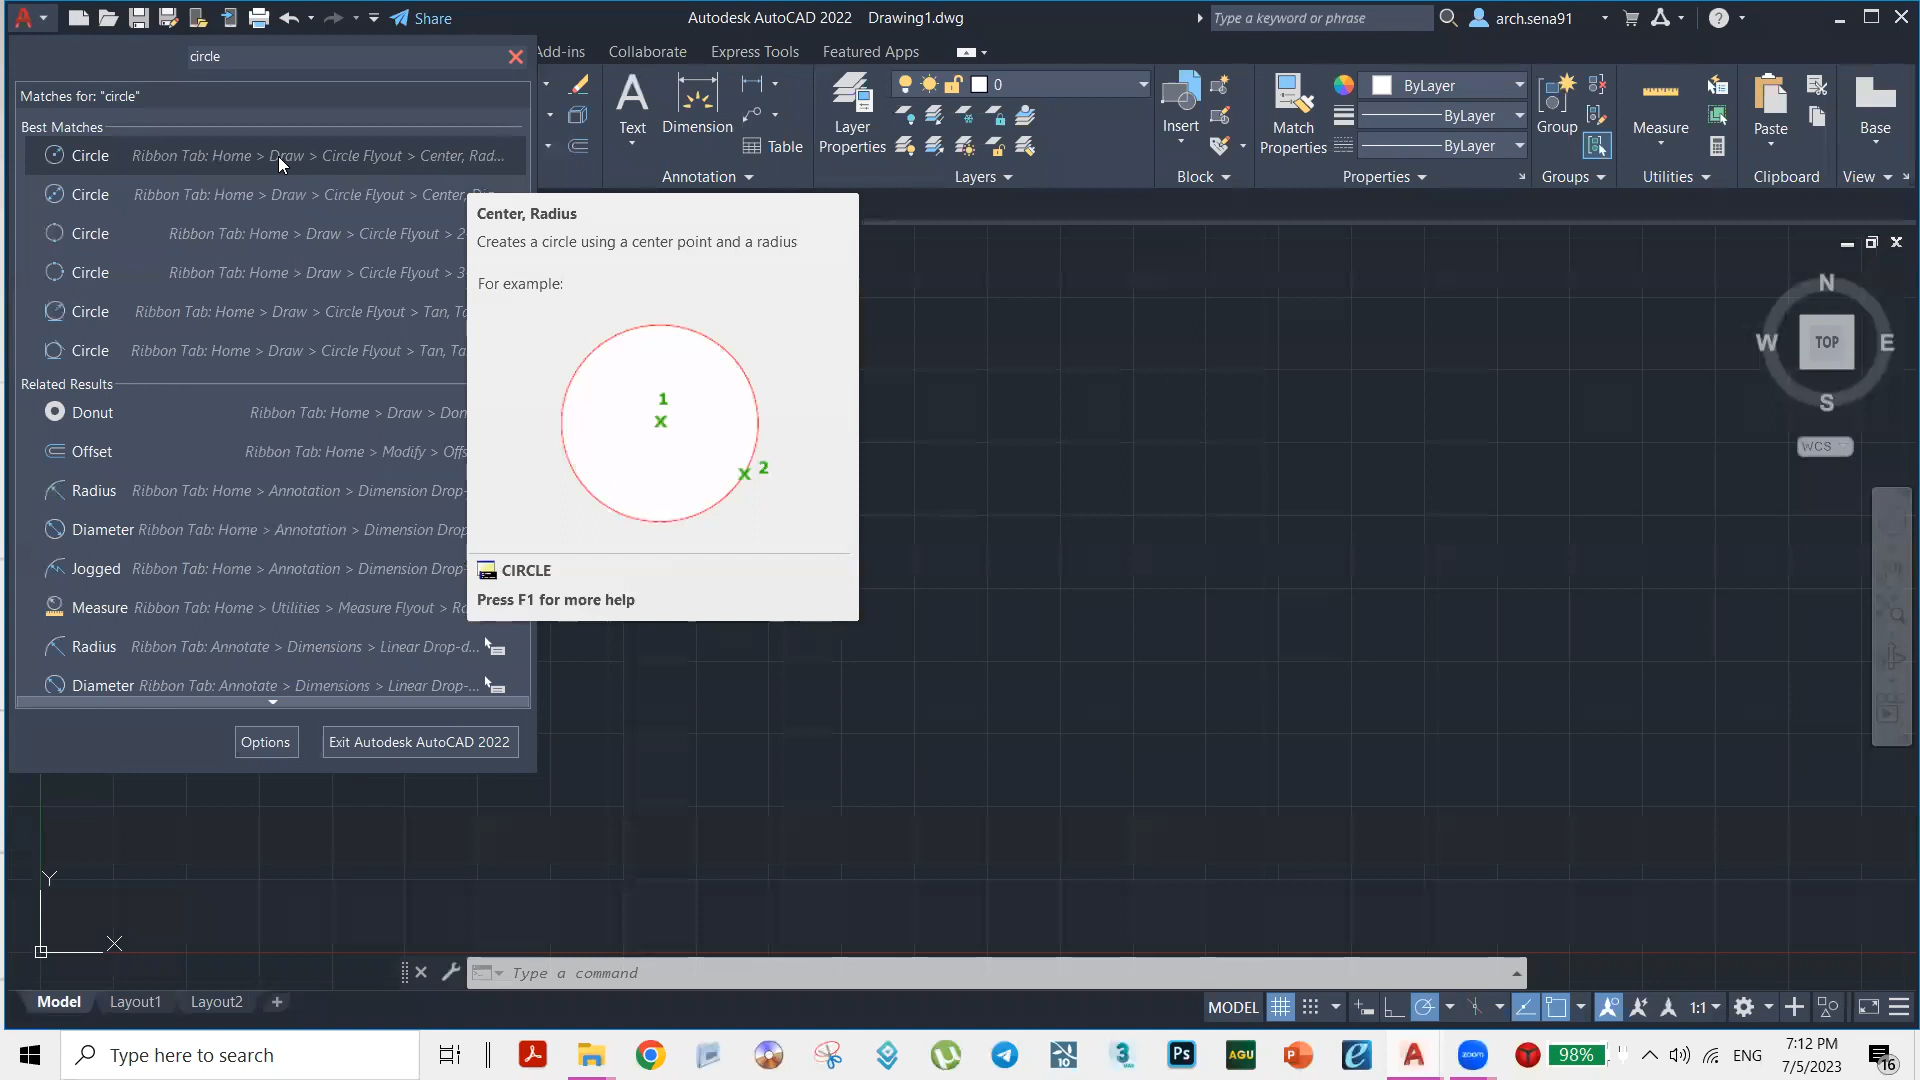 Share
Autodesk AutoCAD 2022 Drawing1.dwg
Type a keyword or phrase
arch.sena91
circle
Add-ins Collaborate Express Tools Featured Apps
Matches for: "circle"
Best Matches
Circle Ribbon Tab: Home > Draw > Circle Flyout > Center, Rad...
Circle Ribbon Tab: Home > Draw > Circle Flyout > Center,
Circle Ribbon Tab: Home > Draw > Circle Flyout > 2
Circle Ribbon Tab: Home > Draw > Circle Flyout > 3
Circle Ribbon Tab: Home > Draw > Circle Flyout > Tan, Ta
Circle Ribbon Tab: Home > Draw > Circle Flyout > Tan, Ta
Related Results
Donut Ribbon Tab: Home > Draw > Don
Offset Ribbon Tab: Home > Modify > Offs
Radius Ribbon Tab: Home > Annotation > Dimension Drop-
Diameter Ribbon Tab: Home > Annotation > Dimension Drop
Jogged Ribbon Tab: Home > Annotation > Dimension Drop-
Measure Ribbon Tab: Home > Utilities > Measure Flyout > Ra
Radius Ribbon Tab: Annotate > Dimensions > Linear Drop-d...
Diameter Ribbon Tab: Annotate > Dimensions > Linear Drop-...
Options
Exit Autodesk AutoCAD 2022
Text
Dimension
Table
Annotation
Layer Properties
0
Layers
Insert
Block
Match Properties
ByLayer
ByLayer
ByLayer
Properties
Group
Groups
Measure
Utilities
Paste
Clipboard
Base
View
Center, Radius
Creates a circle using a center point and a radius
For example:
1
x
x 2
CIRCLE
Press F1 for more help
N
W TOP E
S
WCS
Y
X
Type a command
Model Layout1 Layout2 +
MODEL
1:1
Type here to search
10
3
Ps
AGU
zoom
98%
ENG
7:12 PM
7/5/2023
16